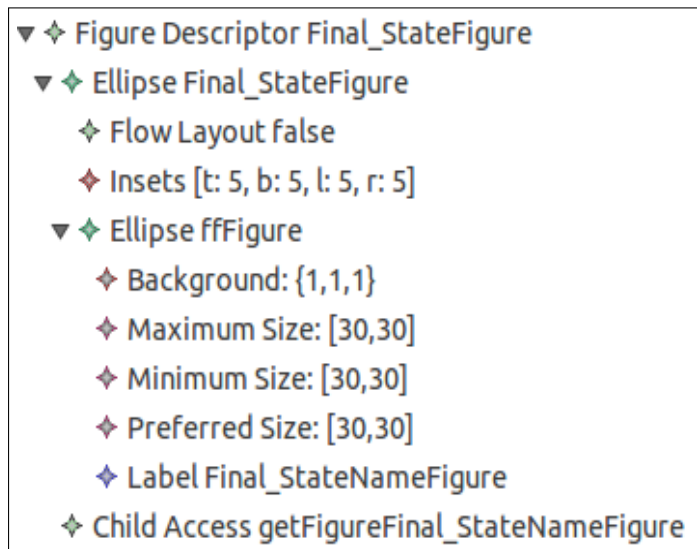 Figure Descriptor Final_StateFigure
Ellipse Final_StateFigure
Flow Layout false
Insets [t: 5, b: 5, l: 5, r: 5]
Ellipse ffFigure
Background: {1,1,1}
Maximum Size: [30,30]
Minimum Size: [30,30]
Preferred Size: [30,30]
Label Final_StateNameFigure
Child Access getFigureFinal_StateNameFigure